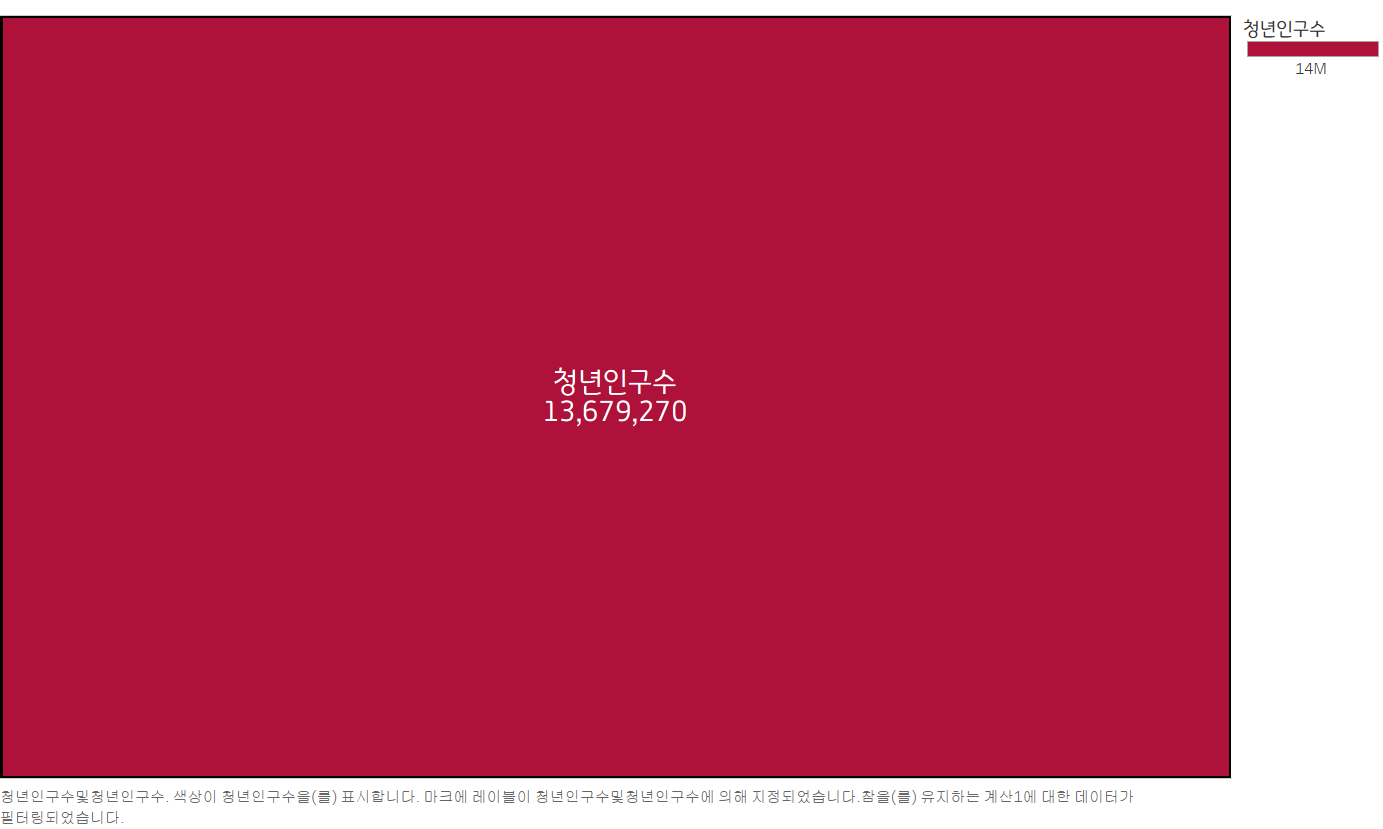 청년인구수
14M
청년인구수
13,679,270
청년인구수및청년인구수. 색상이 청년인구수을(를) 표시합니다. 마크에 레이블이 청년인구수및청년인구수에 의해 지정되었습니다.참을(를) 유지하는 계산1에 대한 데이터가
필터링되었습니다.